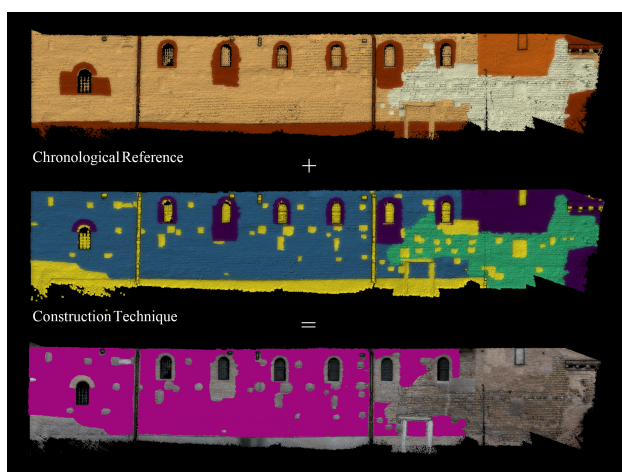 Chronological Reference
+
Construction Technique
=